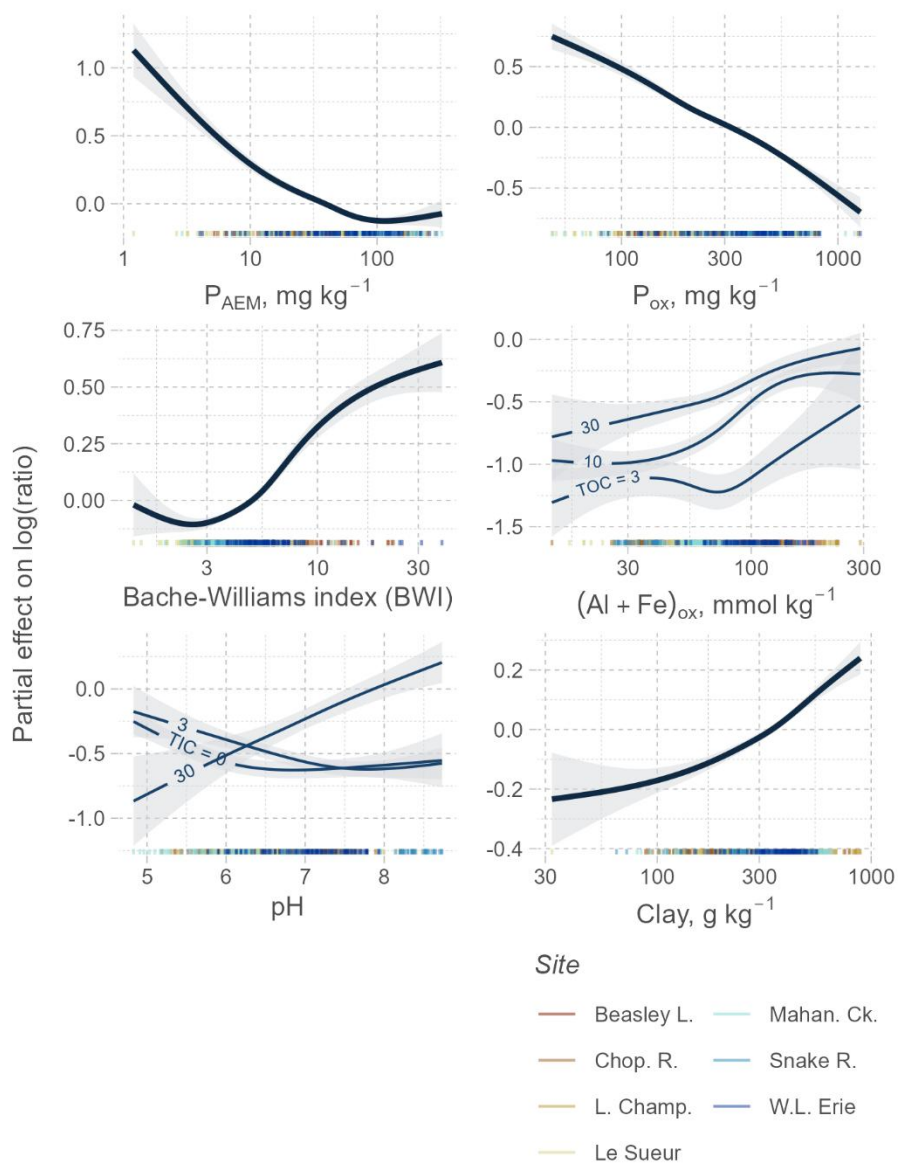 Partial effect on log(ratio)
1.0
0.5
0.0
1 10 100
P_AEM, mg kg⁻¹
0.5
0.0
-0.5
100 300 1000
P_ox, mg kg⁻¹
0.75
0.50
0.25
0.00
3 10 30
Bache-Williams index (BWI)
0.0
-0.5
-1.0
-1.5
30
10
TOC = 3
30 100 300
(Al + Fe)_ox, mmol kg⁻¹
0.0
-0.5
-1.0
3
TIC = 0
30
5 6 7 8
pH
0.2
0.0
-0.2
-0.4
30 100 300 1000
Clay, g kg⁻¹
Site
Beasley L. Mahan. Ck.
Chop. R. Snake R.
L. Champ. W.L. Erie
Le Sueur